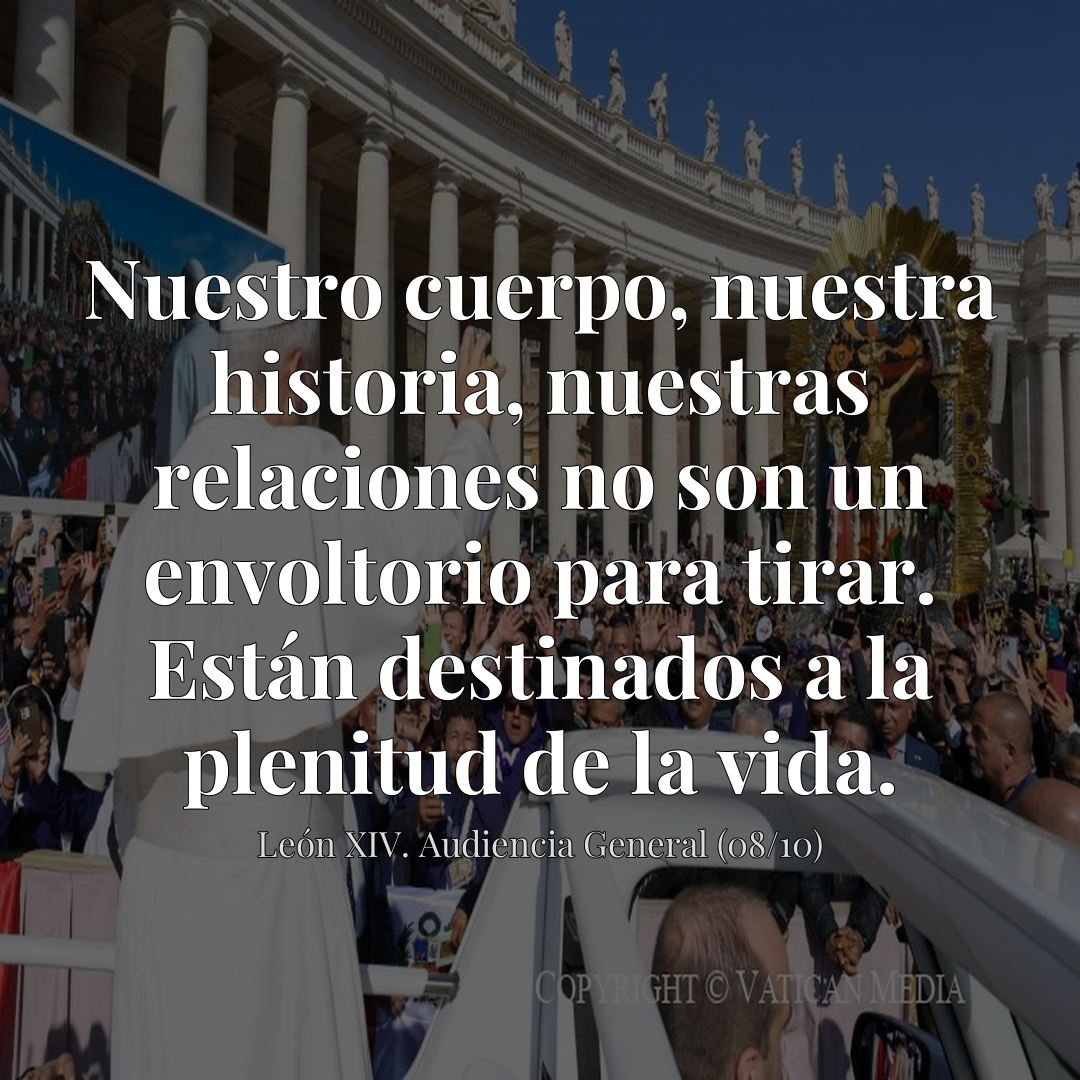 Nuestro cuerpo, nuestra
historia, nuestras
relaciones no son un
envoltorio para tirar.
Están destinados a la
plenitud de la vida.
León XIV. Audiencia General (08/10)
COPYRIGHT © VATICAN MEDIA